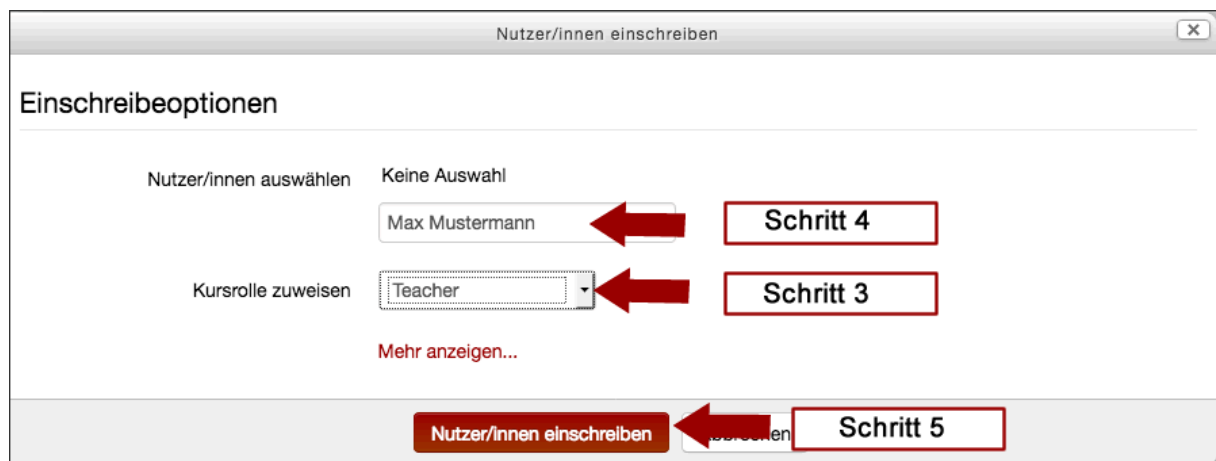 Nutzer/innen einschreiben
Einschreibeoptionen
Nutzer/innen auswählen Keine Auswahl
Max Mustermann Schritt 4
Kursrolle zuweisen Teacher Schritt 3
Mehr anzeigen...
Nutzer/innen einschreiben Schritt 5